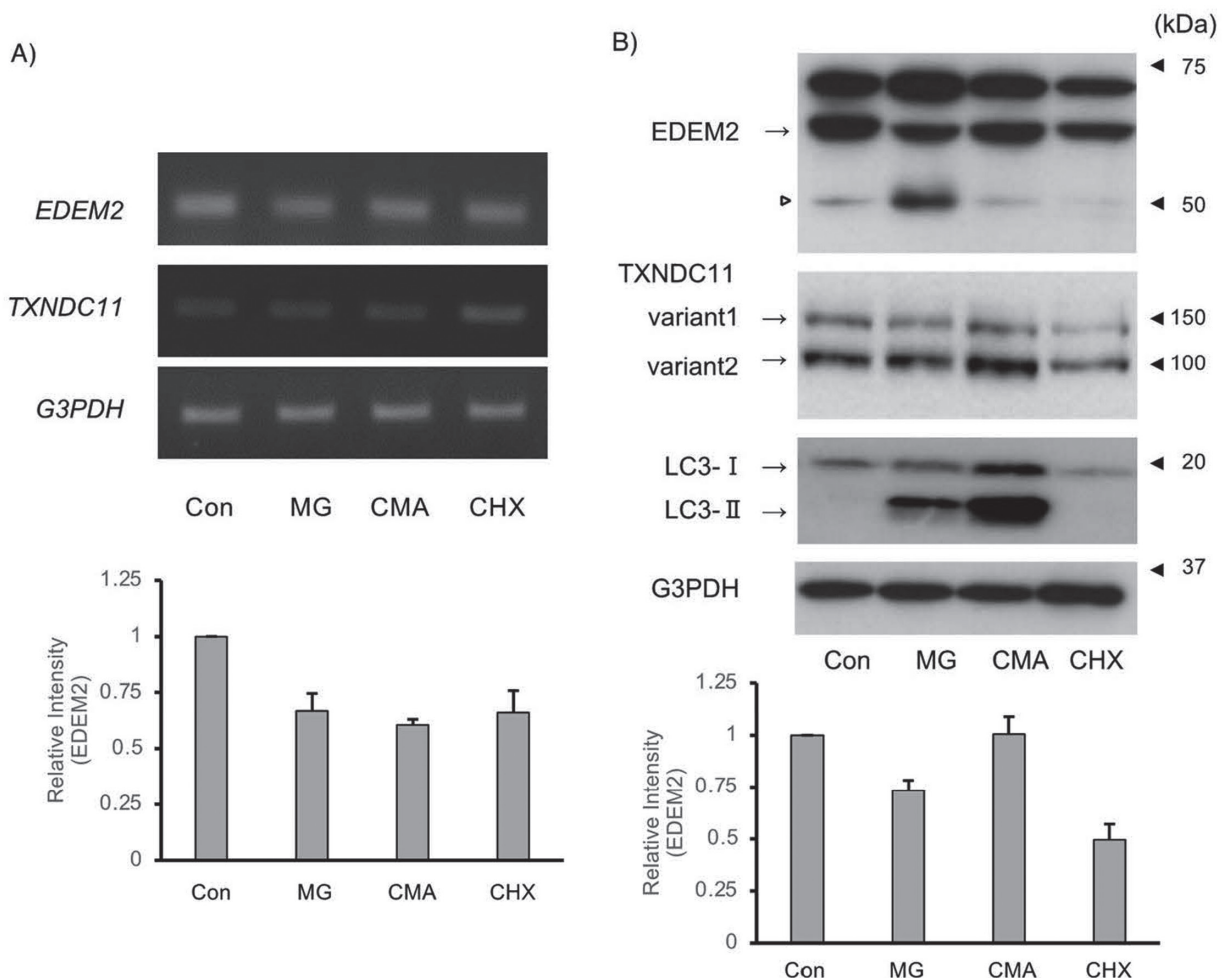 A)
EDEM2
TXNDC11
G3PDH
Con MG CMA CHX
1.25
1
0.75
0.5
0.25
0
Relative Intensity
(EDEM2)
Con MG CMA CHX
B)
(kDa)
◄ 75
EDEM2 →
◄ 50
TXNDC11
variant1 → ◄ 150
variant2 → ◄ 100
LC3-Ⅰ → ◄ 20
LC3-Ⅱ →
◄ 37
G3PDH
Con MG CMA CHX
1.25
1
0.75
0.5
0.25
0
Relative Intensity
(EDEM2)
Con MG CMA CHX